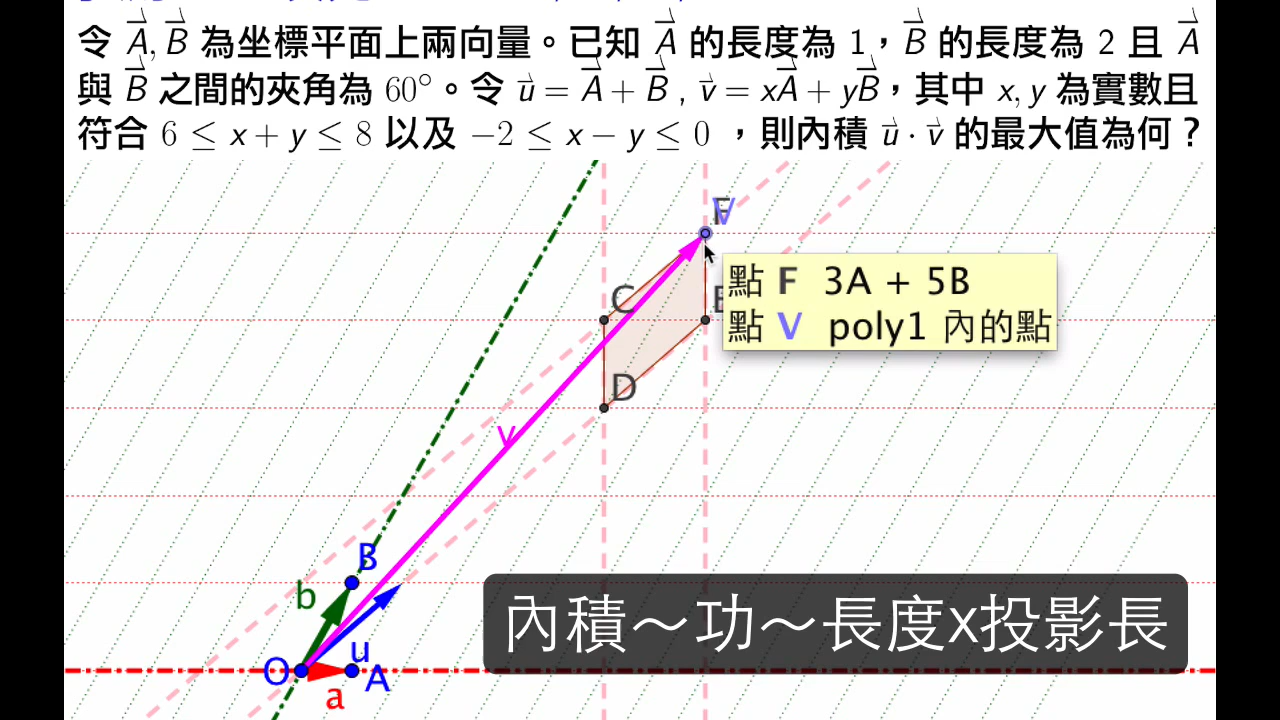 令 A⃗, B⃗ 為坐標平面上兩向量。已知 A⃗ 的長度為 1，B⃗ 的長度為 2 且 A⃗
與 B⃗ 之間的夾角為 60°。令 u⃗ = A⃗ + B⃗ , v⃗ = xA⃗ + yB⃗，其中 x, y 為實數且
符合 6 ≤ x + y ≤ 8 以及 −2 ≤ x − y ≤ 0 ，則內積 u⃗ · v⃗ 的最大值為何？
F V
點 F 3A + 5B
C E
點 V poly1 內的點
D
v
B
b
內積～功～長度x投影長
u
O A
a